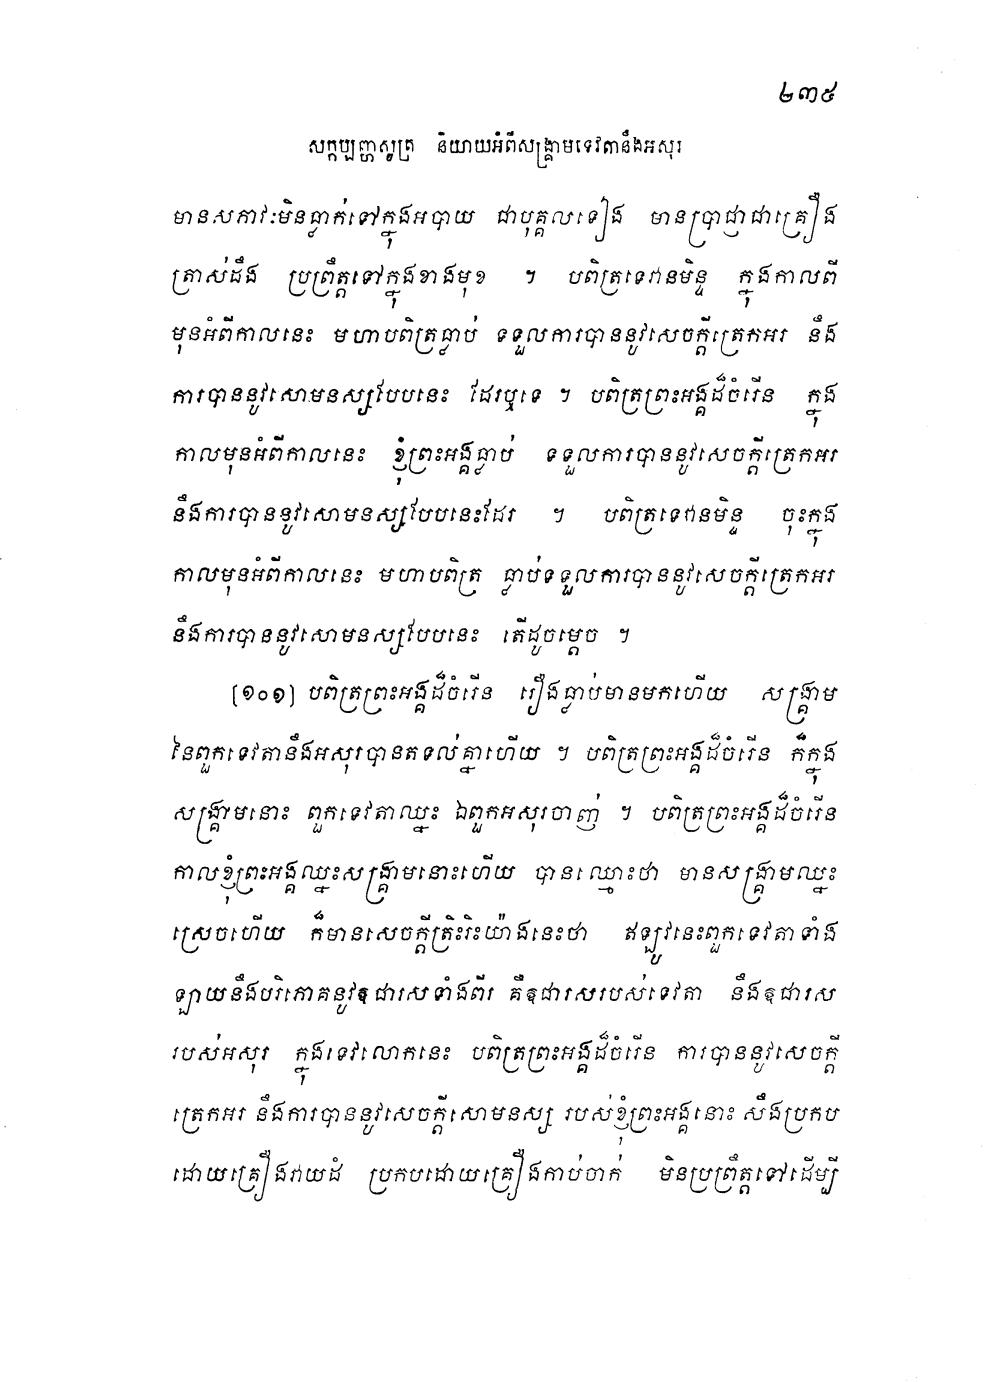 ២៣៥
សក្កប្បញ្ហាសូត្រ និយាយអំពីសង្គ្រាមទេវតានឹងអសុរ
មានសភាវៈមិនធ្លាក់ទៅក្នុងអបាយ ជាបុគ្គលទៀង មានប្រាជ្ញាជាគ្រឿង
ត្រាស់ដឹង ប្រព្រឹត្តទៅក្នុងខាងមុខ ។ បពិត្រទេវានមិន្ទ ក្នុងកាលពី
មុនអំពីកាលនេះ មហាបពិត្រធ្លាប់ ទទួលការបាននូវសេចក្តីត្រេកអរ នឹង
ការបាននូវសោមនស្សបែបនេះ ដែរឬទេ ។ បពិត្រព្រះអង្គដ៏ចំរើន ក្នុង
កាលមុនអំពីកាលនេះ ខ្ញុំព្រះអង្គធ្លាប់ ទទួលការបាននូវសេចក្តីត្រេកអរ
នឹងការបាននូវសោមនស្សបែបនេះដែរ ។ បពិត្រទេវានមិន្ទ ចុះក្នុង
កាលមុនអំពីកាលនេះ មហាបពិត្រ ធ្លាប់ទទួលការបាននូវសេចក្តីត្រេកអរ
នឹងការបាននូវសោមនស្សបែបនេះ តើដូចម្តេច ។
[១០១] បពិត្រព្រះអង្គដ៏ចំរើន រឿងធ្លាប់មានមកហើយ សង្គ្រាម
នៃពួកទេវតានឹងអសុរបានតទល់គ្នាហើយ ។ បពិត្រព្រះអង្គដ៏ចំរើន ក៏ក្នុង
សង្គ្រាមនោះ ពួកទេវតាឈ្នះ ឯពួកអសុរចាញ់ ។ បពិត្រព្រះអង្គដ៏ចំរើន
កាលខ្ញុំព្រះអង្គឈ្នះសង្គ្រាមនោះហើយ បានឈ្មោះថា មានសង្គ្រាមឈ្នះ
ស្រេចហើយ ក៏មានសេចក្តីត្រិះរិះយ៉ាងនេះថា ឥឡូវនេះពួកទេវតាទាំង
ឡាយនឹងបរិភោគនូវឱជារសទាំងពីរ គឺឱជារសរបស់ទេវតា នឹងឱជារស
របស់អសុរ ក្នុងទេវលោកនេះ បពិត្រព្រះអង្គដ៏ចំរើន ការបាននូវសេចក្តី
ត្រេកអរ នឹងការបាននូវសេចក្តីសោមនស្ស របស់ខ្ញុំព្រះអង្គនោះ សឹងប្រកប
ដោយគ្រឿងវាយដំ ប្រកបដោយគ្រឿងកាប់ចាក់ មិនប្រព្រឹត្តទៅដើម្បី